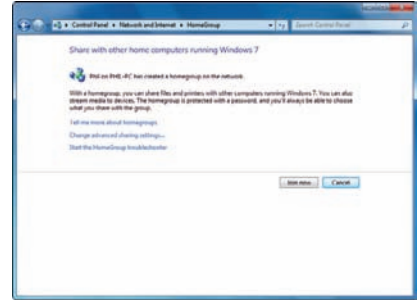 Control Panel Network and Internet HomeGroup
Search Control Panel
Share with other home computers running Windows 7
Phil on PHIL-PC has created a homegroup on the network.
With a homegroup, you can share files and printers with other computers running Windows 7. You can also
stream media to devices. The homegroup is protected with a password, and you'll always be able to choose
what you share with the group.
Tell me more about homegroups
Change advanced sharing settings...
Start the HomeGroup troubleshooter
Join now Cancel